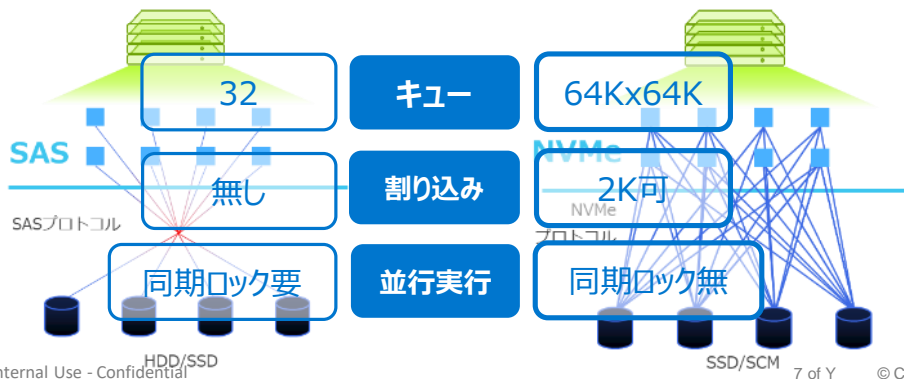 32
キュー
64Kx64K
SAS
NVMe
無し
割り込み
2K可
SASプロトコル
NVMe
プロトコル
同期ロック要
並行実行
同期ロック無
HDD/SSD
SSD/SCM
nternal Use - Confidential
7 of Y
© C